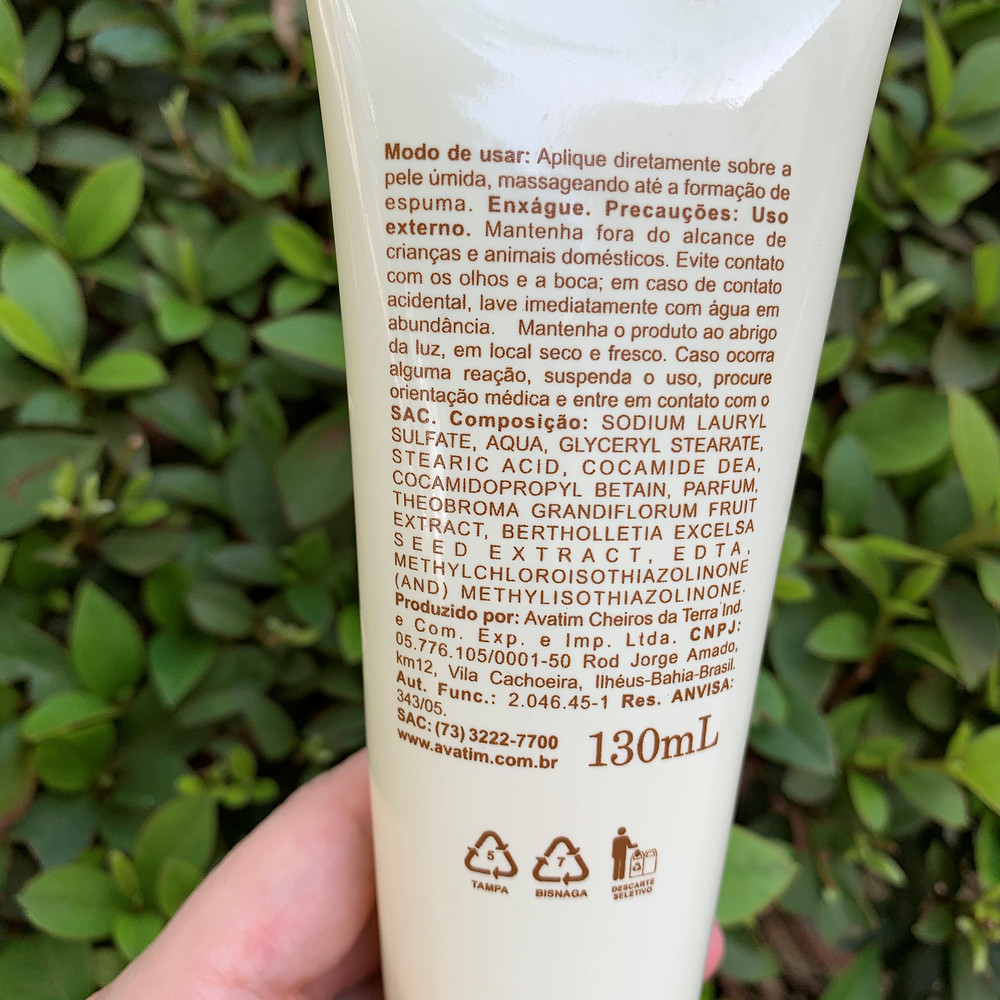 Modo de usar: Aplique diretamente sobre a
pele úmida, massageando até a formação de
espuma. Enxágue. Precauções: Uso
externo. Mantenha fora do alcance de
crianças e animais domésticos. Evite contato
com os olhos e a boca; em caso de contato
acidental, lave imediatamente com água em
abundância. Mantenha o produto ao abrigo
da luz, em local seco e fresco. Caso ocorra
alguma reação, suspenda o uso, procure
orientação médica e entre em contato com o
SAC. Composição: SODIUM LAURYL
SULFATE, AQUA, GLYCERYL STEARATE,
STEARIC ACID, COCAMIDE DEA,
COCAMIDOPROPYL BETAIN, PARFUM,
THEOBROMA GRANDIFLORUM FRUIT
EXTRACT, BERTHOLLETIA EXCELSA
SEED EXTRACT, EDTA,
METHYLCHLOROISOTHIAZOLINONE
(AND) METHYLISOTHIAZOLINONE.
Produzido por: Avatim Cheiros da Terra Ind.
e Com. Exp. e Imp. Ltda. CNPJ:
05.776.105/0001-50 Rod Jorge Amado,
km12, Vila Cachoeira, Ilhéus-Bahia-Brasil.
Aut. Func.: 2.046.45-1 Res. ANVISA:
343/05.
SAC: (73) 3222-7700
www.avatim.com.br
130mL
5
TAMPA
7
BISNAGA
DESCARTE
SELETIVO